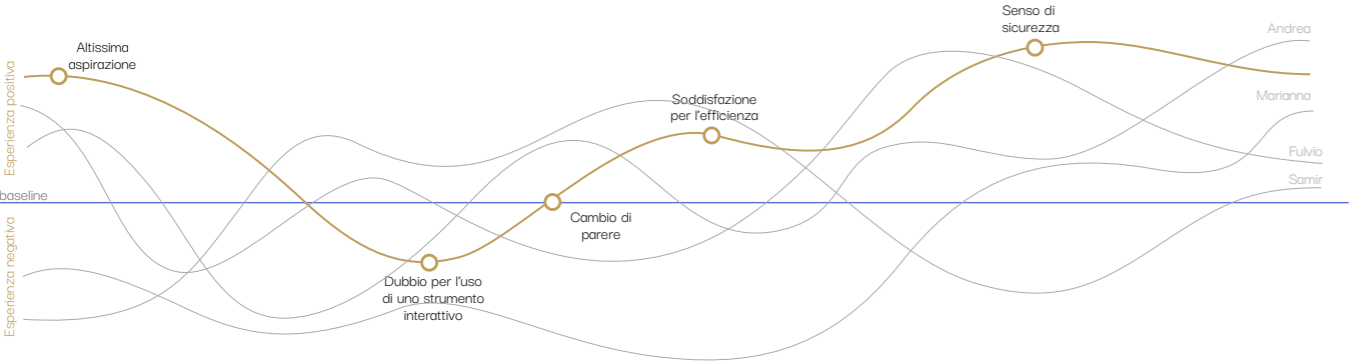 Esperienza positiva
baseline
Esperienza negativa
Altissima
aspirazione
Dubbio per l'uso
di uno strumento
interattivo
Cambio di
parere
Soddisfazione
per l'efficienza
Senso di
sicurezza
Andrea
Marianna
Fulvio
Samir